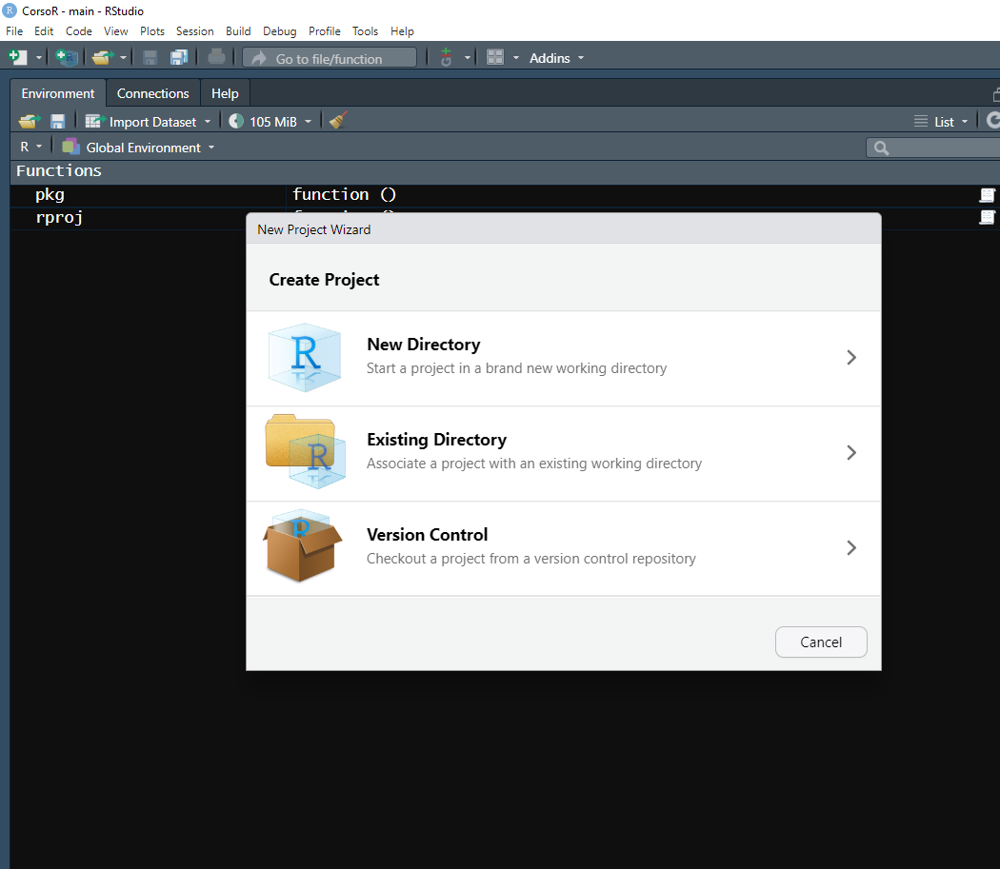 CorsoR - main - RStudio
File Edit Code View Plots Session Build Debug Profile Tools Help
Go to file/function Addins
Environment Connections Help
Import Dataset 105 MiB List
R Global Environment
Functions
pkg function ()
rproj
New Project Wizard
Create Project
New Directory
Start a project in a brand new working directory
Existing Directory
Associate a project with an existing working directory
Version Control
Checkout a project from a version control repository
Cancel